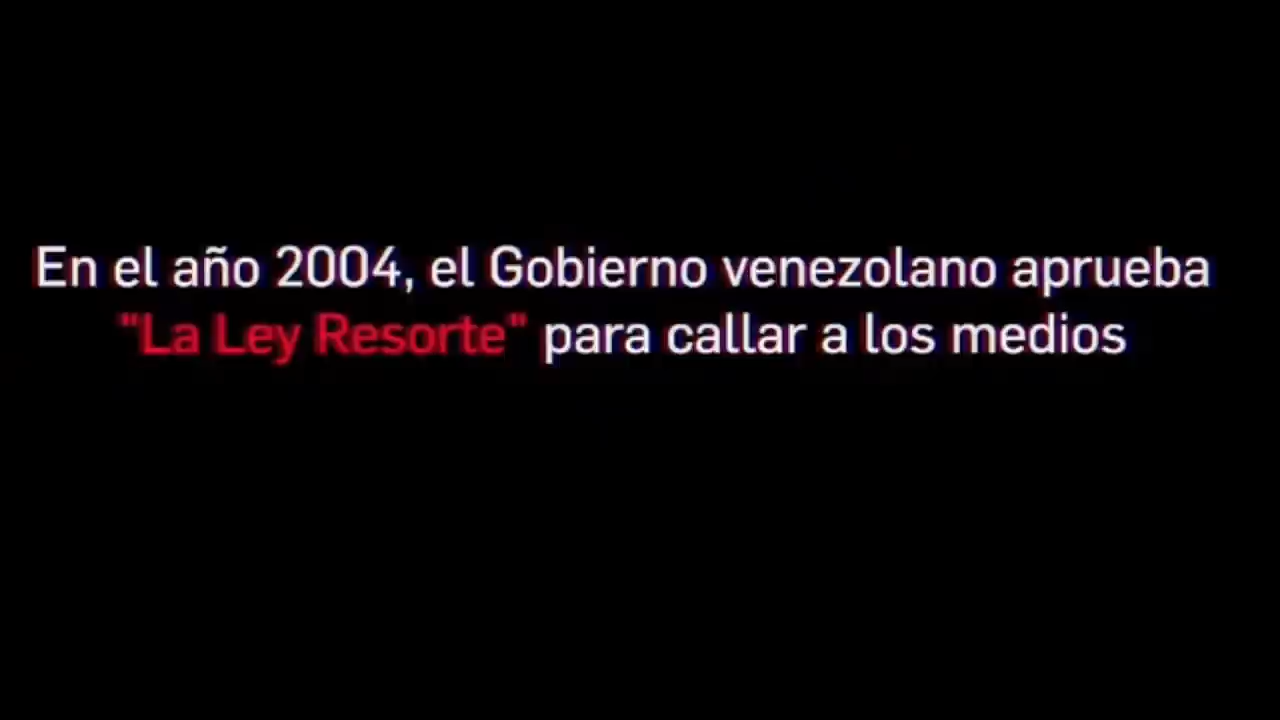 En el año 2004, el Gobierno venezolano aprueba
"La Ley Resorte" para callar a los medios